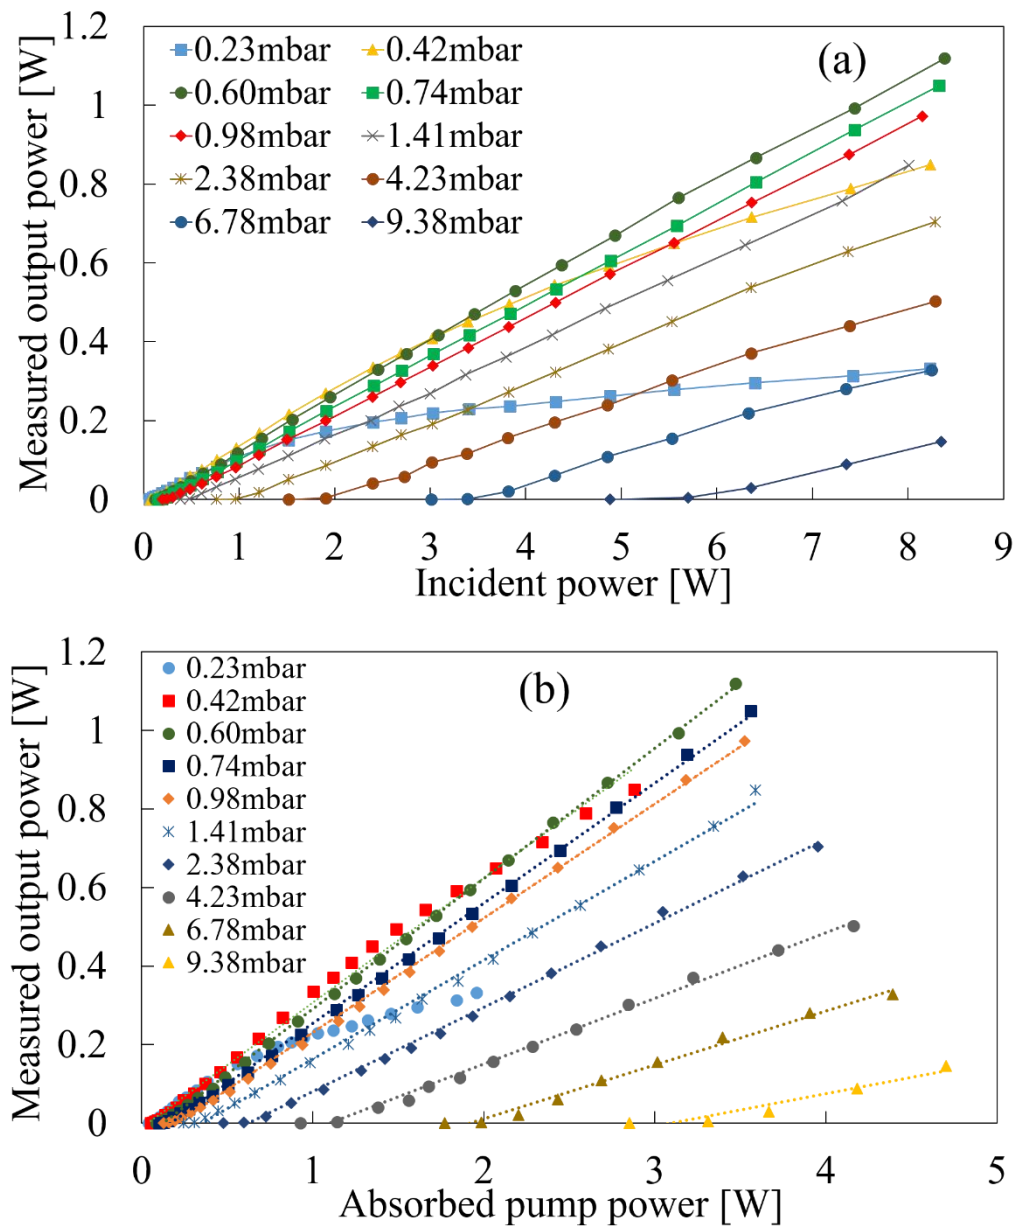 1.2
1
0.8
0.6
0.4
0.2
0
Measured output power [W]
(a)
0.23mbar 0.42mbar
0.60mbar 0.74mbar
0.98mbar 1.41mbar
2.38mbar 4.23mbar
6.78mbar 9.38mbar
0 1 2 3 4 5 6 7 8 9
Incident power [W]
1.2
1
0.8
0.6
0.4
0.2
0
Measured output power [W]
(b)
0.23mbar
0.42mbar
0.60mbar
0.74mbar
0.98mbar
1.41mbar
2.38mbar
4.23mbar
6.78mbar
9.38mbar
0 1 2 3 4 5
Absorbed pump power [W]